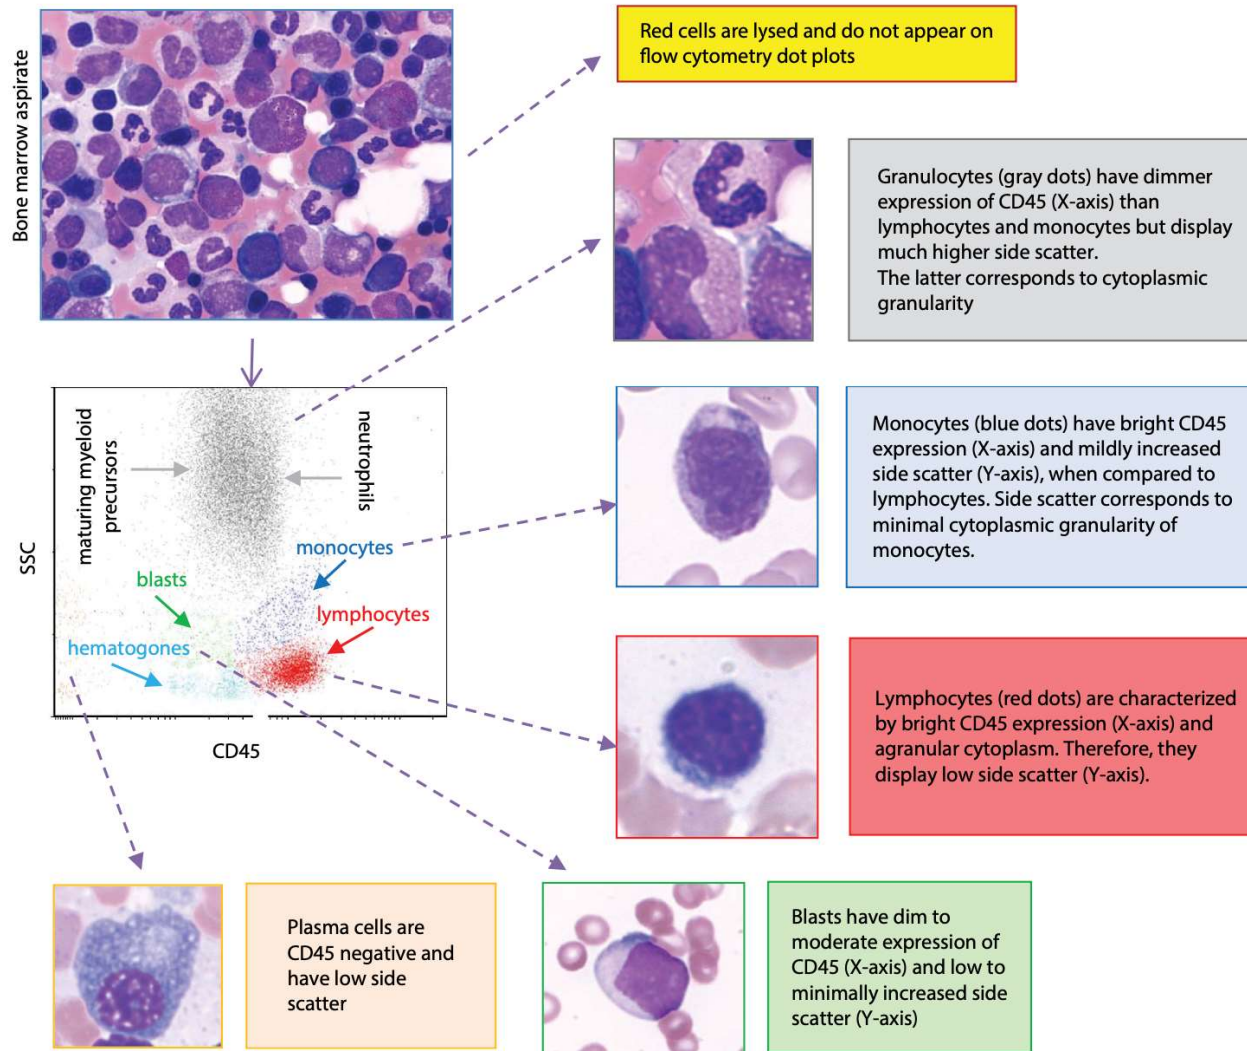 Bone marrow aspirate
Red cells are lysed and do not appear on
flow cytometry dot plots
Granulocytes (gray dots) have dimmer
expression of CD45 (X-axis) than
lymphocytes and monocytes but display
much higher side scatter.
The latter corresponds to cytoplasmic
granularity
SSC
maturing myeloid
precursors
neutrophils
monocytes
blasts
lymphocytes
hematogones
CD45
Monocytes (blue dots) have bright CD45
expression (X-axis) and mildly increased
side scatter (Y-axis), when compared to
lymphocytes. Side scatter corresponds to
minimal cytoplasmic granularity of
monocytes.
Lymphocytes (red dots) are characterized
by bright CD45 expression (X-axis) and
agranular cytoplasm. Therefore, they
display low side scatter (Y-axis).
Plasma cells are
CD45 negative and
have low side
scatter
Blasts have dim to
moderate expression of
CD45 (X-axis) and low to
minimally increased side
scatter (Y-axis)